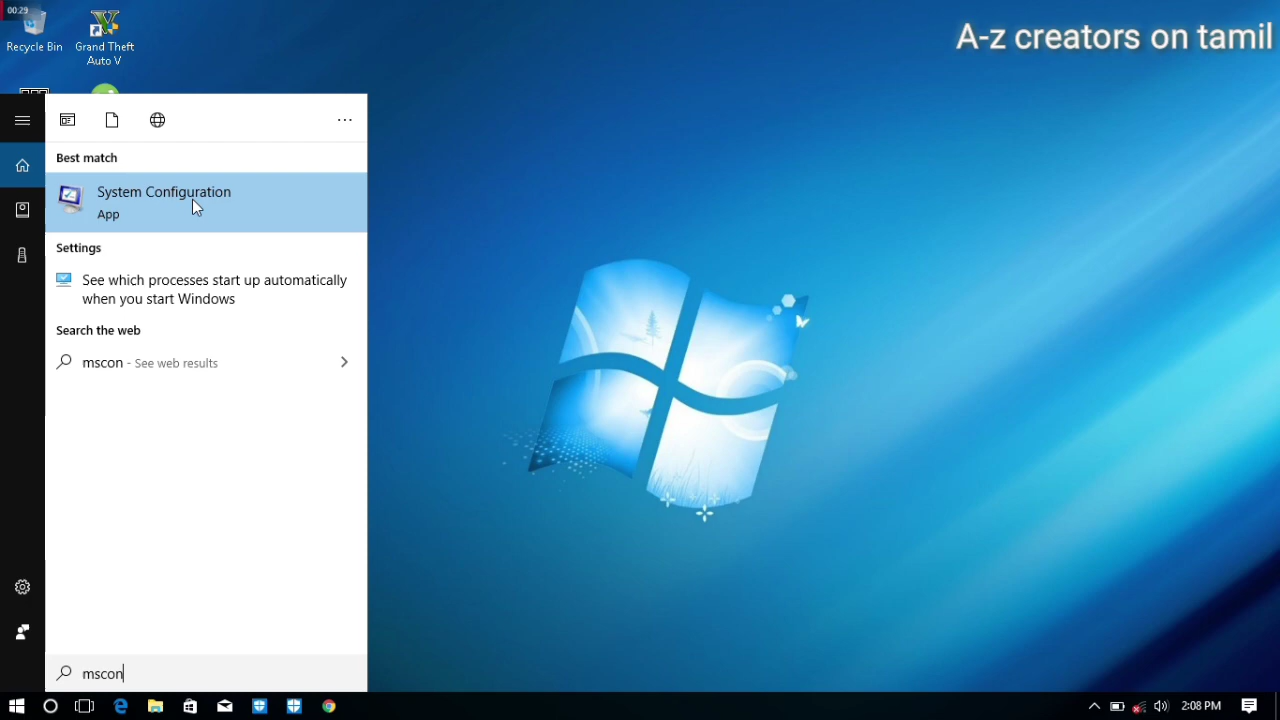 00:29
Recycle Bin
Grand Theft
Auto V
A-z creators on tamil
Best match
System Configuration
App
Settings
See which processes start up automatically
when you start Windows
Search the web
mscon - See web results
mscon
2:08 PM